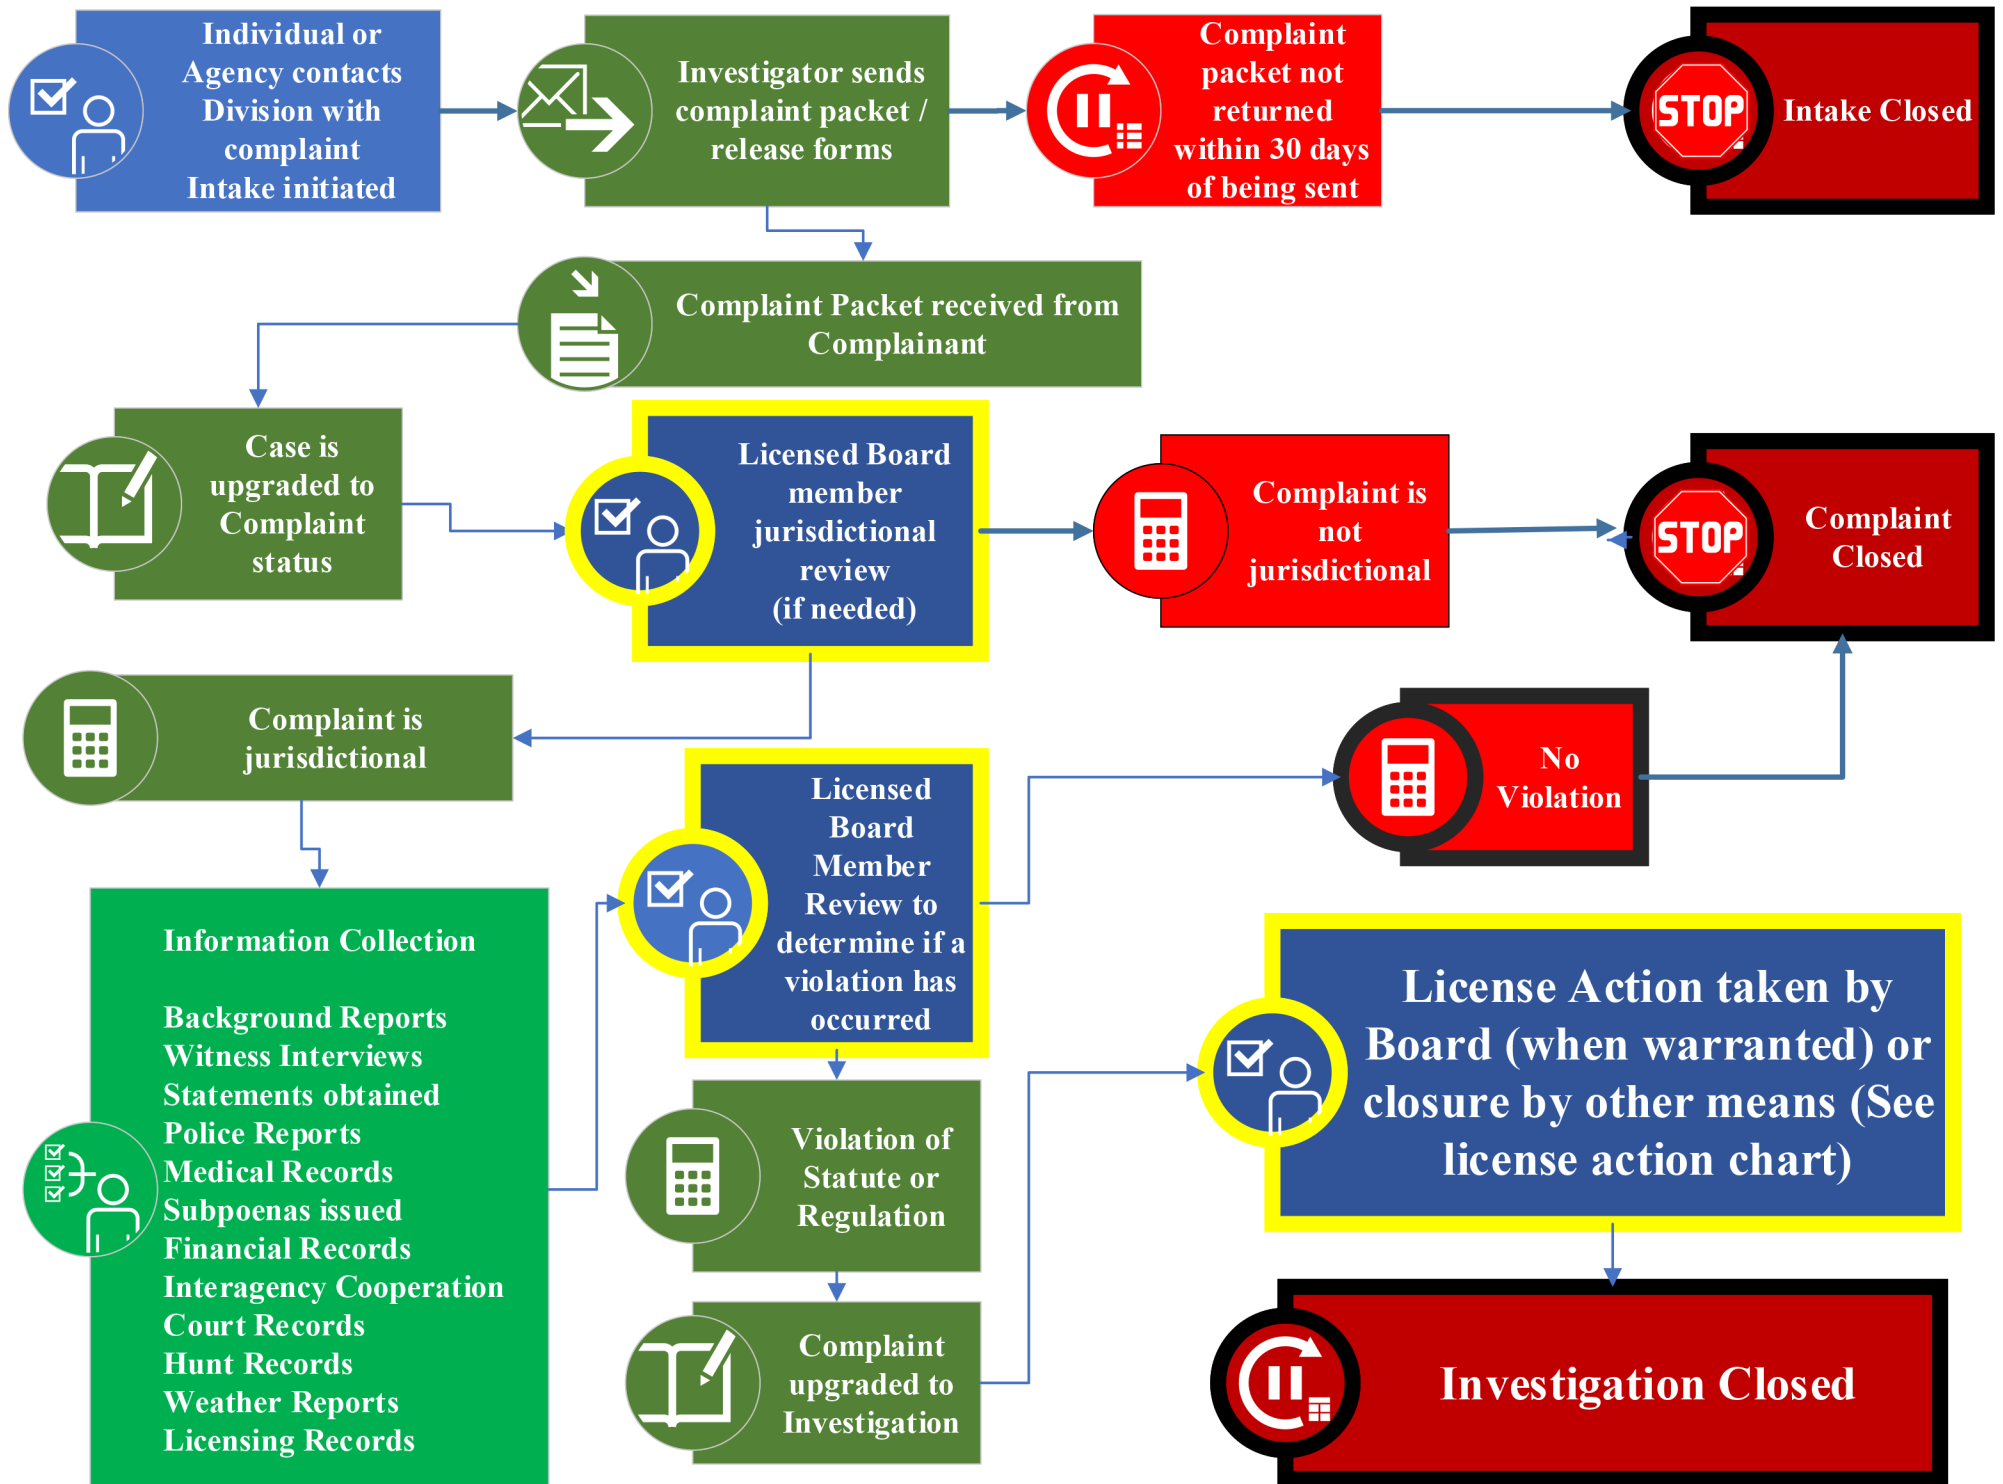 Individual or
Agency contacts
Division with
complaint
Intake initiated
Investigator sends
complaint packet /
release forms
Complaint
packet not
returned
within 30 days
of being sent
STOP
Intake Closed
Complaint Packet received from
Complainant
Case is
upgraded to
Complaint
status
Licensed Board
member
jurisdictional
review
(if needed)
Complaint is
not
jurisdictional
STOP
Complaint
Closed
Complaint is
jurisdictional
Licensed
Board
Member
Review to
determine if a
violation has
occurred
No
Violation
Information Collection
Background Reports
Witness Interviews
Statements obtained
Police Reports
Medical Records
Subpoenas issued
Financial Records
Interagency Cooperation
Court Records
Hunt Records
Weather Reports
Licensing Records
Violation of
Statute or
Regulation
Complaint
upgraded to
Investigation
License Action taken by
Board (when warranted) or
closure by other means (See
license action chart)
Investigation Closed